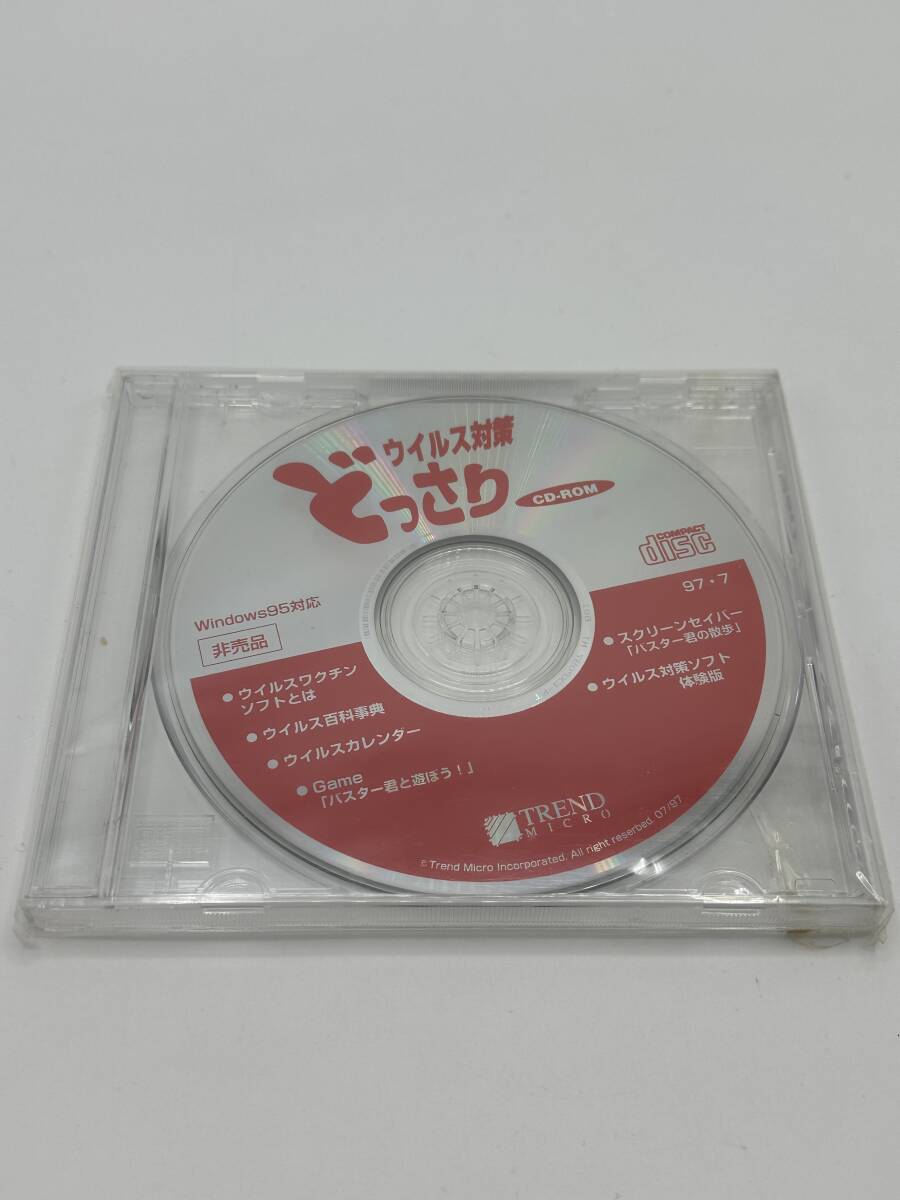 ウイルス対策
どっさり
CD-ROM
COMPACT
disc
97・7
Windows95対応
非売品
・ウイルスワクチン
ソフトとは
・ウイルス百科事典
・ウイルスカレンダー
・Game
「バスター君と遊ぼう！」
・スクリーンセイバー
「バスター君の散歩」
・ウイルス対策ソフト
体験版
TREND
MICRO
©Trend Micro Incorporated. All right reserbed. 07/97